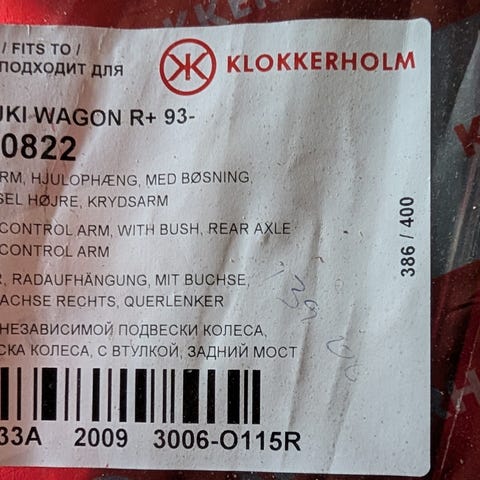 / FITS TO /
ПОДХОДИТ ДЛЯ
KLOKKERHOLM
UKI WAGON R+ 93-
0822
RM, HJULOPHÆNG, MED BØSNING,
SEL HØJRE, KRYDSARM
CONTROL ARM, WITH BUSH, REAR AXLE
CONTROL ARM
R, RADAUFHÄNGUNG, MIT BUCHSE,
ACHSE RECHTS, QUERLENKER
НЕЗАВИСИМОЙ ПОДВЕСКИ КОЛЕСА,
СКА КОЛЕСА, С ВТУЛКОЙ, ЗАДНИЙ МОСТ
33A 2009 3006-O115R
386 / 400